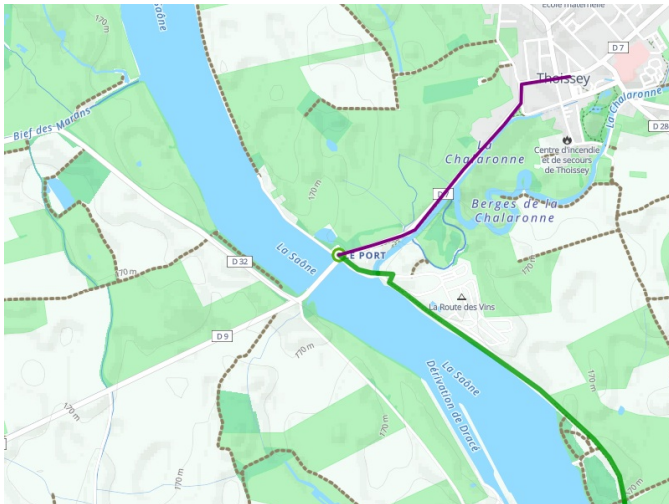 École maternelle
D 7
Thoissey
La Chalaronne
D 28
Bief des Marans
La
Chalaronne
Centre d'incendie
et de secours
de Thoissey
170 m
Berges de la
Chalaronne
La Saône
LE PORT
D 32
170 m
170 m
La Route des Vins
D 9
170 m
170 m
170 m
La Saône
Dérivation de Dracé
170 m
170 m